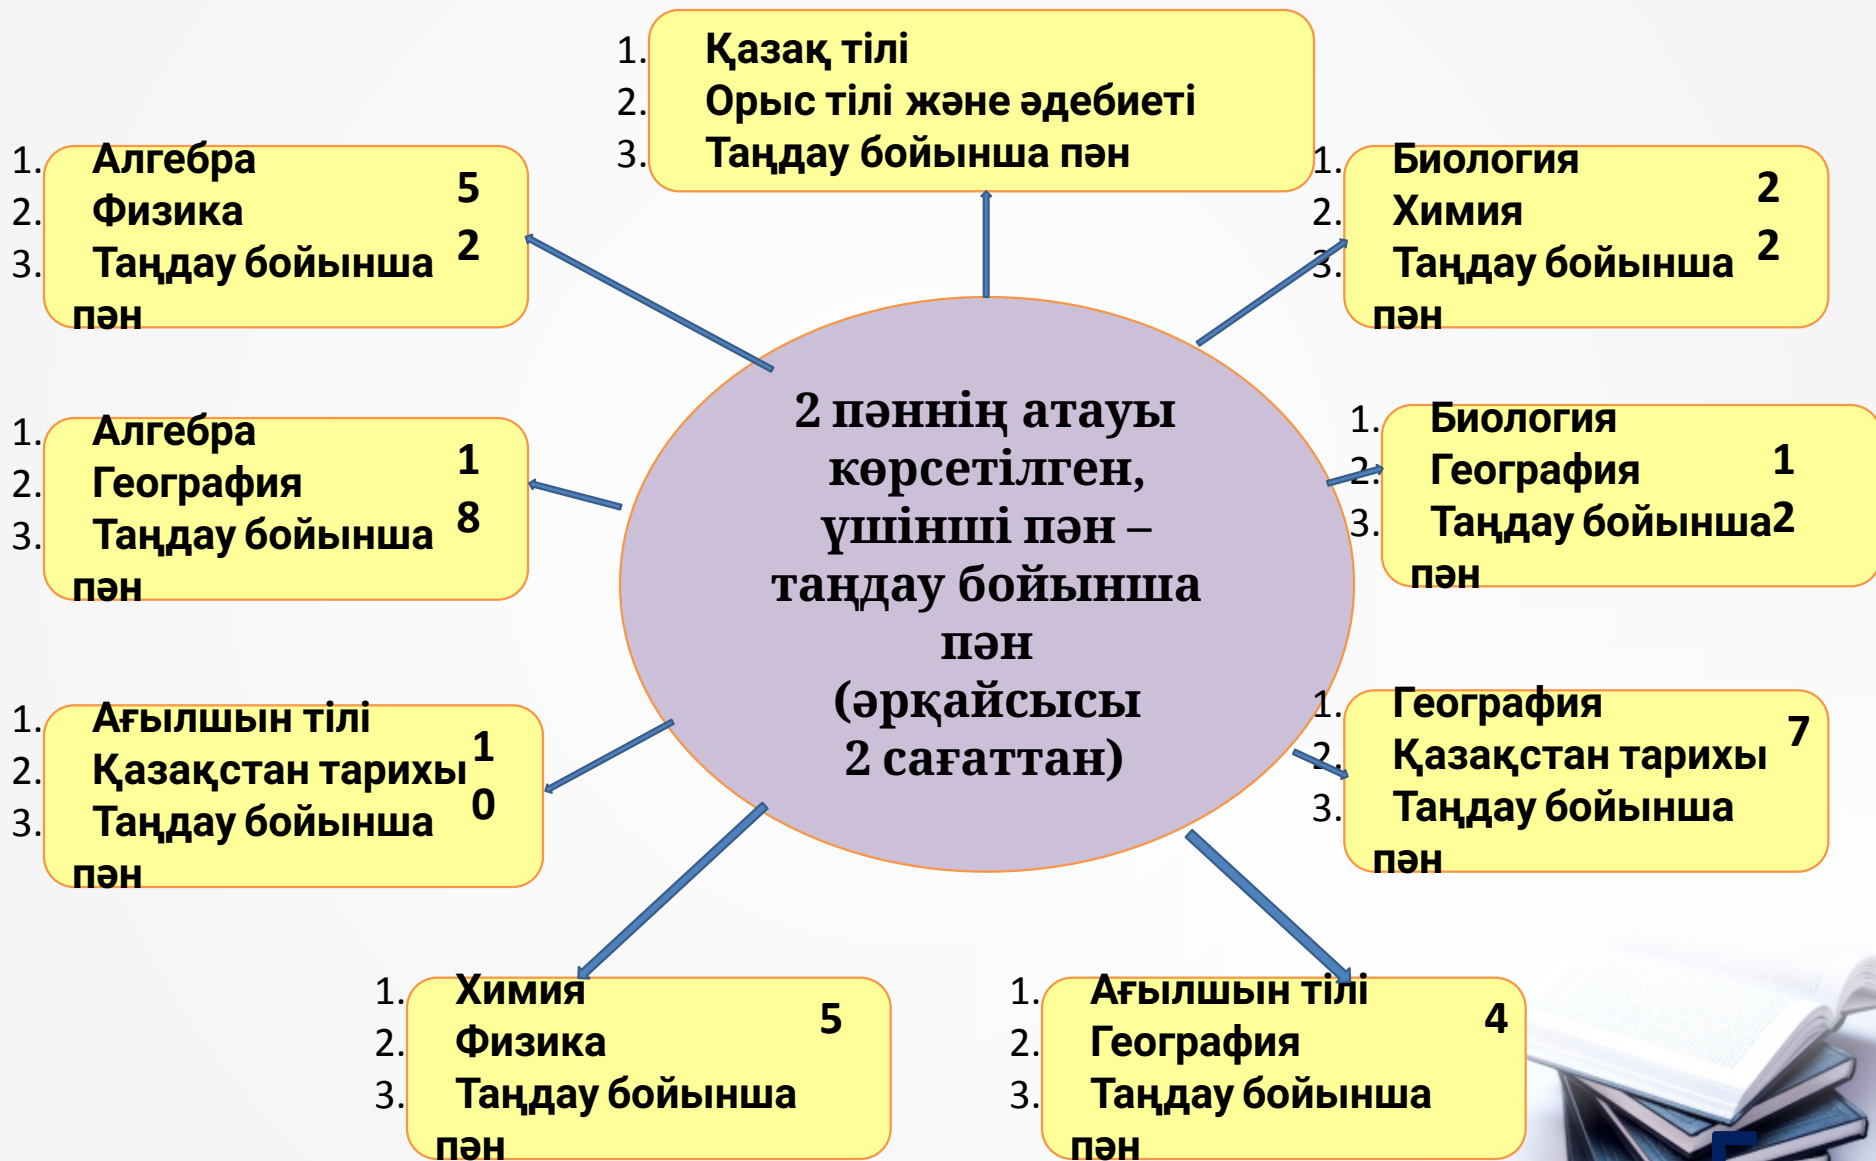 1. Қазақ тілі
2. Орыс тілі және әдебиеті
3. Таңдау бойынша пән
1. Алгебра
2. Физика
3. Таңдау бойынша
пән
5
2
1. Биология
2. Химия
3. Таңдау бойынша
пән
2
2
1. Алгебра
2. География
3. Таңдау бойынша
пән
1
8
2 пәннің атауы
көрсетілген,
үшінші пән –
таңдау бойынша
пән
(әрқайсысы
2 сағаттан)
1. Биология
2. География
3. Таңдау бойынша
пән
1
2
1. Ағылшын тілі
2. Қазақстан тарихы
3. Таңдау бойынша
пән
1
0
1. География
2. Қазақстан тарихы
3. Таңдау бойынша
пән
7
1. Химия
2. Физика
3. Таңдау бойынша
пән
5
1. Ағылшын тілі
2. География
3. Таңдау бойынша
пән
4